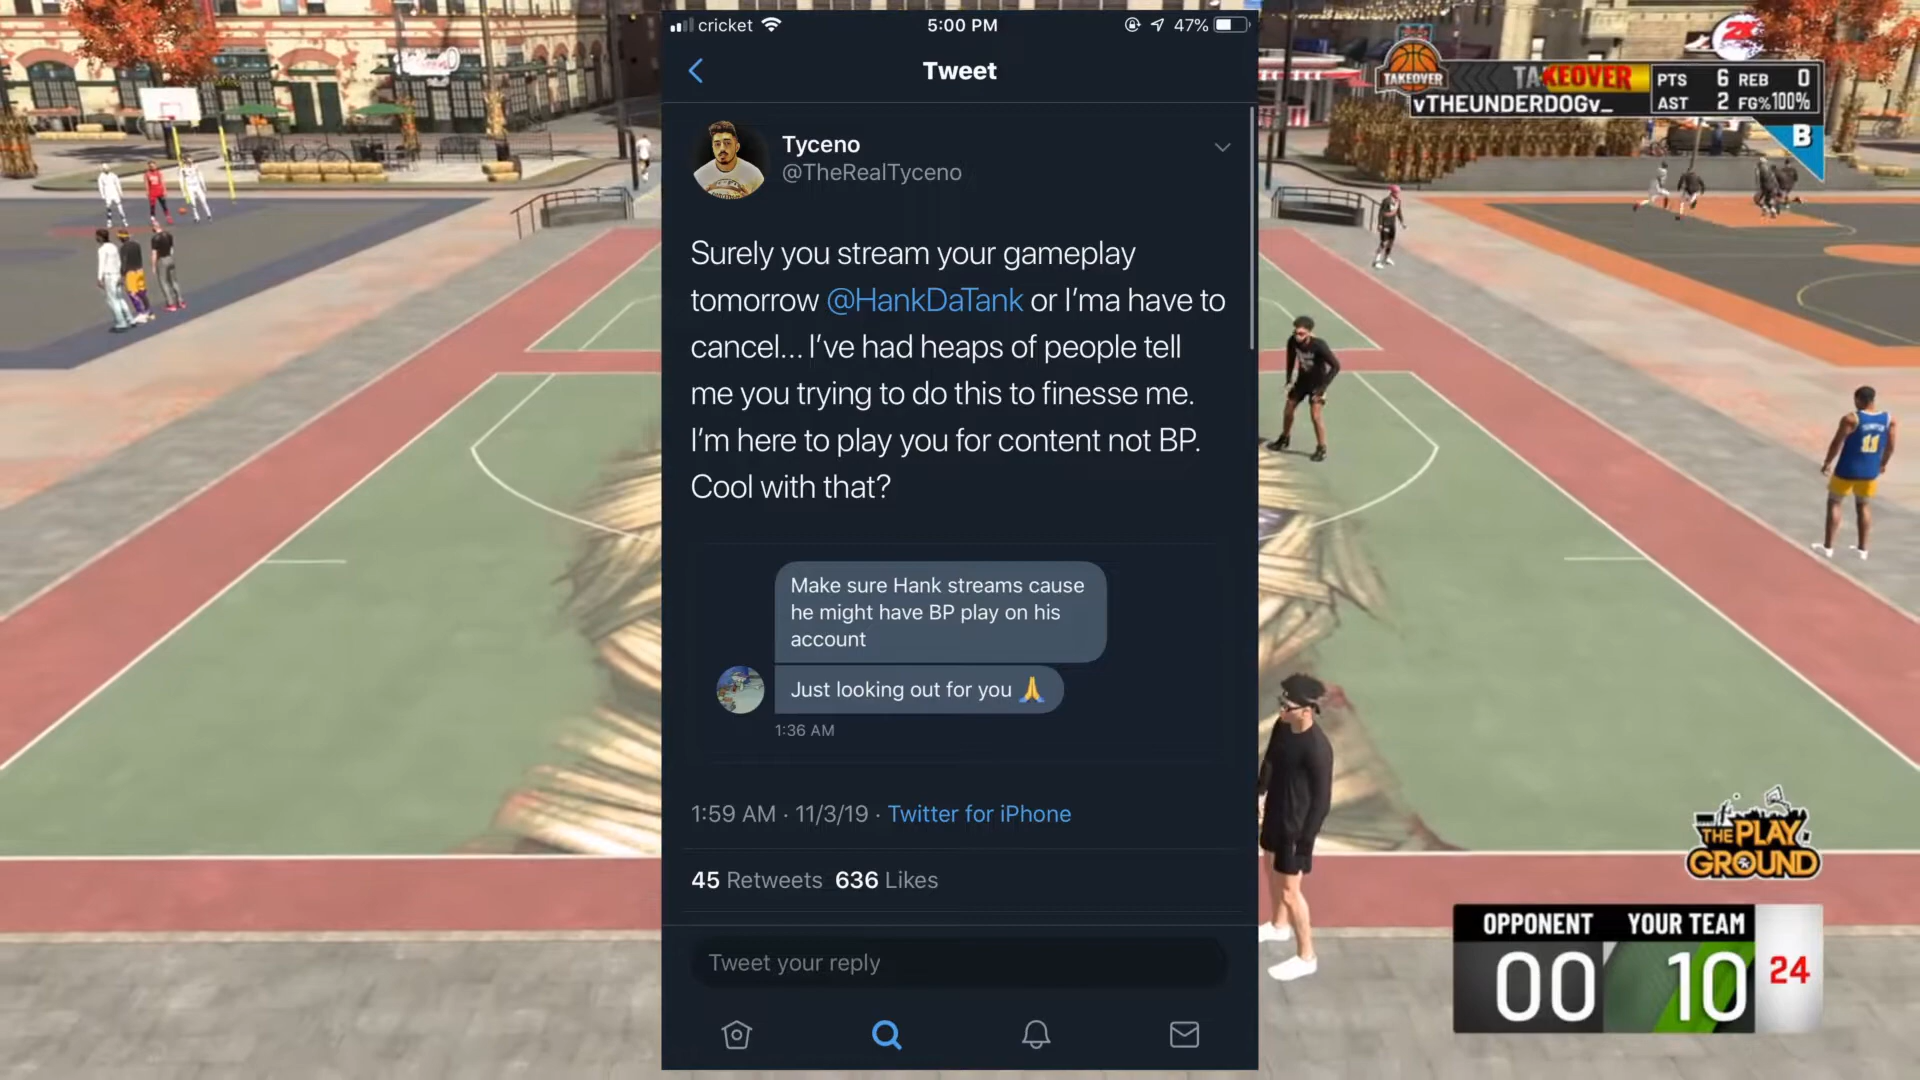 cricket
5:00 PM
47%
Tweet
Tyceno
@TheRealTyceno
Surely you stream your gameplay
tomorrow @HankDaTank or I'ma have to
cancel... I've had heaps of people tell
me you trying to do this to finesse me.
I'm here to play you for content not BP.
Cool with that?
Make sure Hank streams cause
he might have BP play on his
account
Just looking out for you 🙏
1:36 AM
1:59 AM · 11/3/19 · Twitter for iPhone
45 Retweets 636 Likes
Tweet your reply
2K
TAKEOVER
TAKEOVER
vTHEUNDERDOGv_
PTS 6 REB 0
AST 2 FG% 100%
B
11
THE PLAY
GROUND
OPPONENT YOUR TEAM
00 10 24